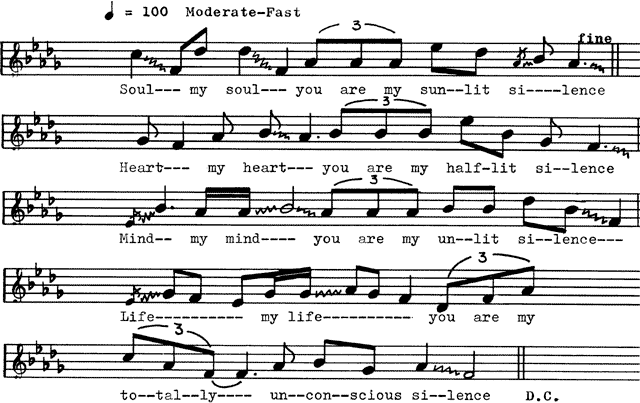 ♩ = 100 Moderate-Fast
3
fine
Soul--- my soul--- you are my sun--lit si----lence
3
Heart--- my heart--- you are my half-lit si--lence
3
Mind-- my mind---- you are my un--lit si--lence---
3
Life---------- my life----------- you are my
3
to--tal--ly---- un--con--scious si--lence D.C.